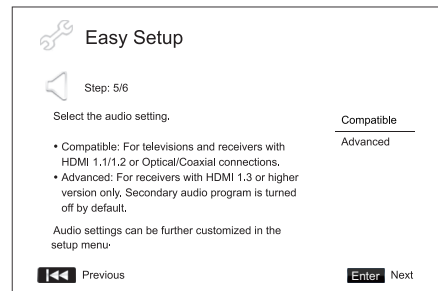 Easy Setup
Step: 5/6
Select the audio setting.
• Compatible: For televisions and receivers with
HDMI 1.1/1.2 or Optical/Coaxial connections.
• Advanced: For receivers with HDMI 1.3 or higher
version only. Secondary audio program is turned
off by default.
Audio settings can be further customized in the
setup menu.
Compatible
Advanced
Previous
Enter Next